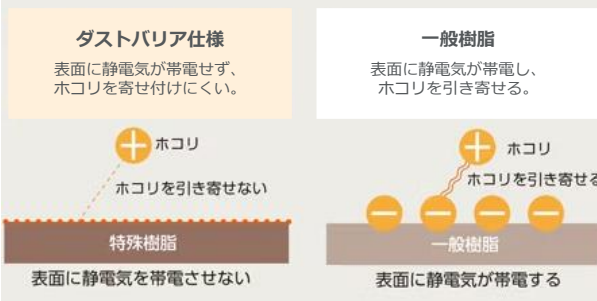 ダストバリア仕様
表面に静電気が帯電せず、
ホコリを寄せ付けにくい。
ホコリ
ホコリを引き寄せない
特殊樹脂
表面に静電気を帯電させない
一般樹脂
表面に静電気が帯電し、
ホコリを引き寄せる。
ホコリ
ホコリを引き寄せる
一般樹脂
表面に静電気が帯電する